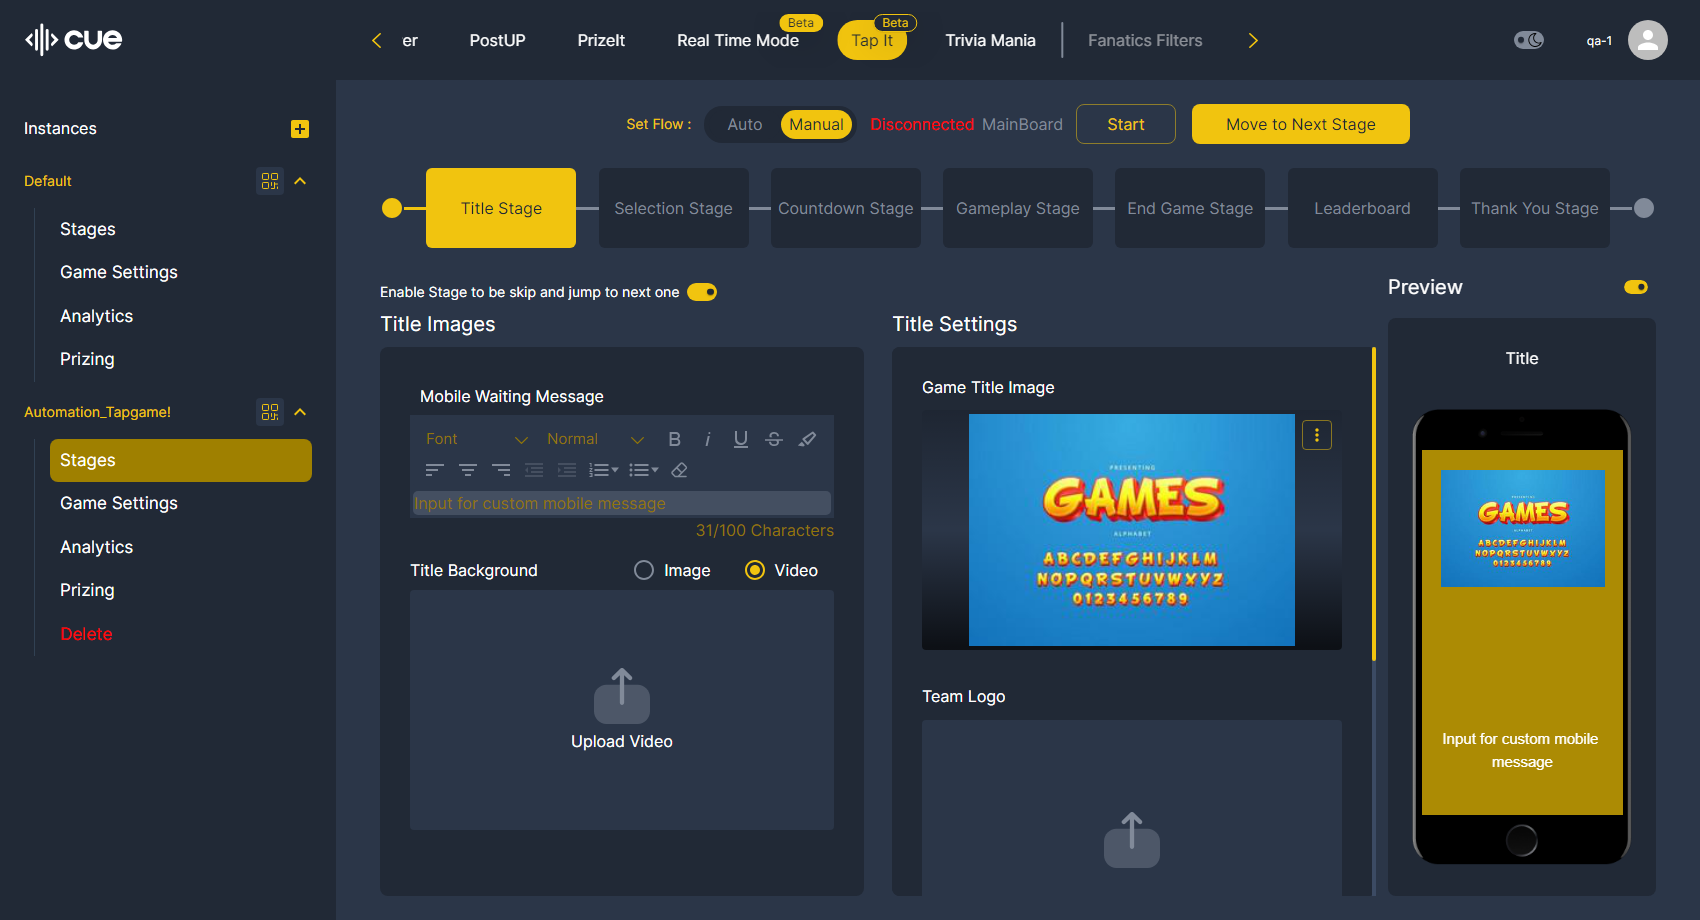 cue
er
PostUP
PrizeIt
Real Time Mode
Beta
Tap It
Beta
Trivia Mania
Fanatics Filters
qa-1
Instances
Default
Stages
Game Settings
Analytics
Prizing
Automation_Tapgame!
Stages
Game Settings
Analytics
Prizing
Delete
Set Flow :
Auto
Manual
Disconnected MainBoard
Start
Move to Next Stage
Title Stage
Selection Stage
Countdown Stage
Gameplay Stage
End Game Stage
Leaderboard
Thank You Stage
Enable Stage to be skip and jump to next one
Title Images
Mobile Waiting Message
Font
Normal
B
i
U
S
Input for custom mobile message
31/100 Characters
Title Background
Image
Video
Upload Video
Title Settings
Game Title Image
PRESENTING
GAMES
ALPHABET
ABCDEFGHIJKLM
NOPQRSTUVWXYZ
0123456789
Team Logo
Preview
Title
PRESENTING
GAMES
ALPHABET
ABCDEFGHIJKLM
NOPQRSTUVWXYZ
0123456789
Input for custom mobile
message